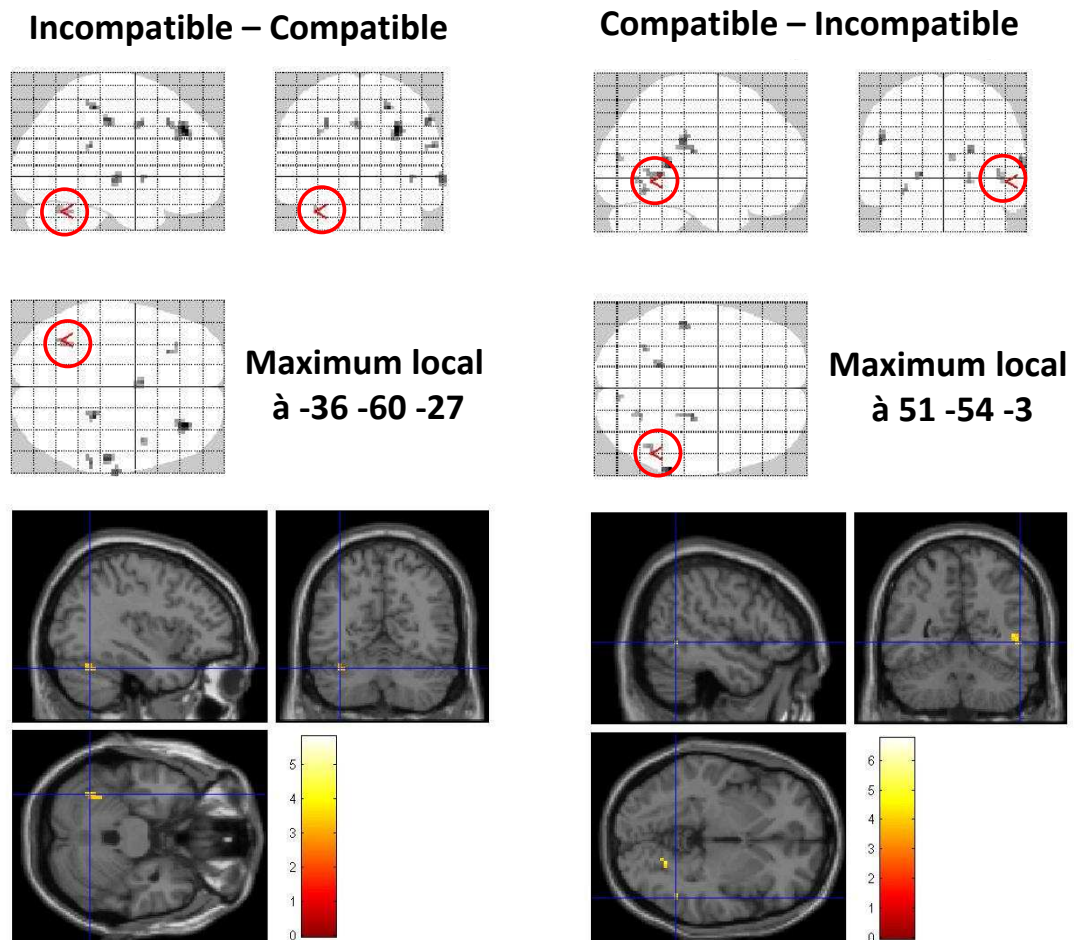 Incompatible – Compatible
Compatible – Incompatible
Maximum local
à -36 -60 -27
Maximum local
à 51 -54 -3
5
4
3
2
1
0
6
5
4
3
2
1
0